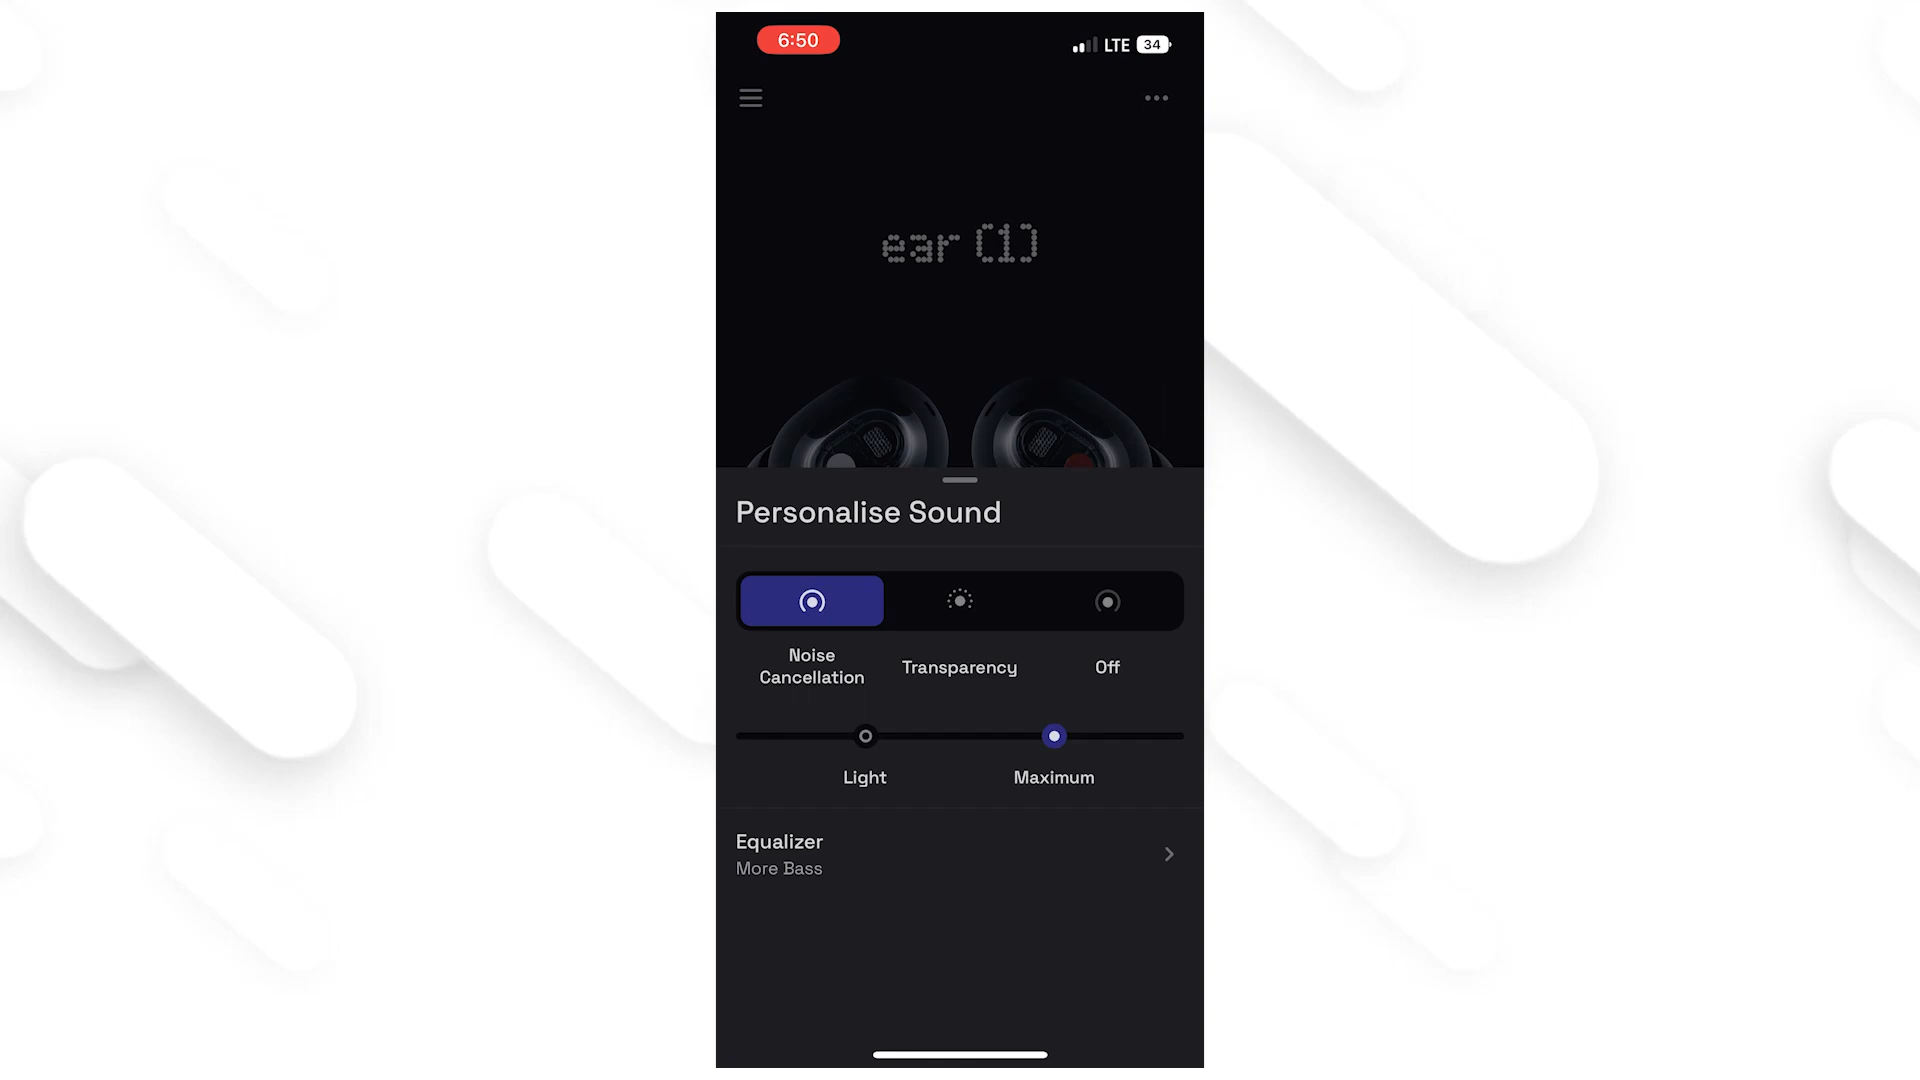 6:50
LTE 34
ear (1)
Personalise Sound
Noise
Cancellation
Transparency
Off
Light
Maximum
Equalizer
More Bass